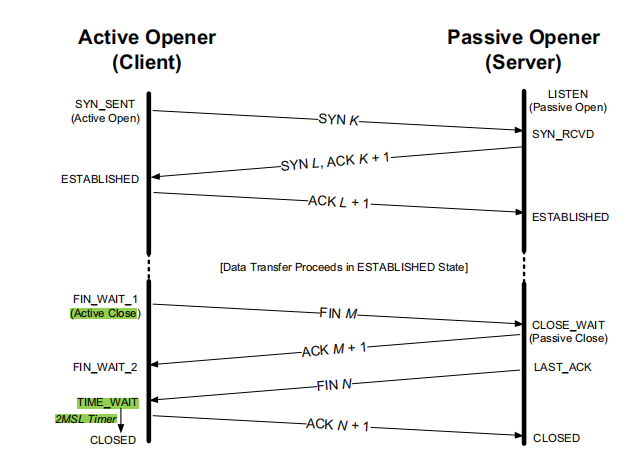 Active Opener
(Client)
Passive Opener
(Server)
SYN_SENT
(Active Open)
LISTEN
(Passive Open)
SYN K
SYN_RCVD
SYN L, ACK K + 1
ESTABLISHED
ACK L + 1
ESTABLISHED
[Data Transfer Proceeds in ESTABLISHED State]
FIN_WAIT_1
(Active Close)
FIN M
CLOSE_WAIT
(Passive Close)
ACK M + 1
FIN_WAIT_2
LAST_ACK
FIN N
TIME_WAIT
2MSL Timer
ACK N + 1
CLOSED
CLOSED